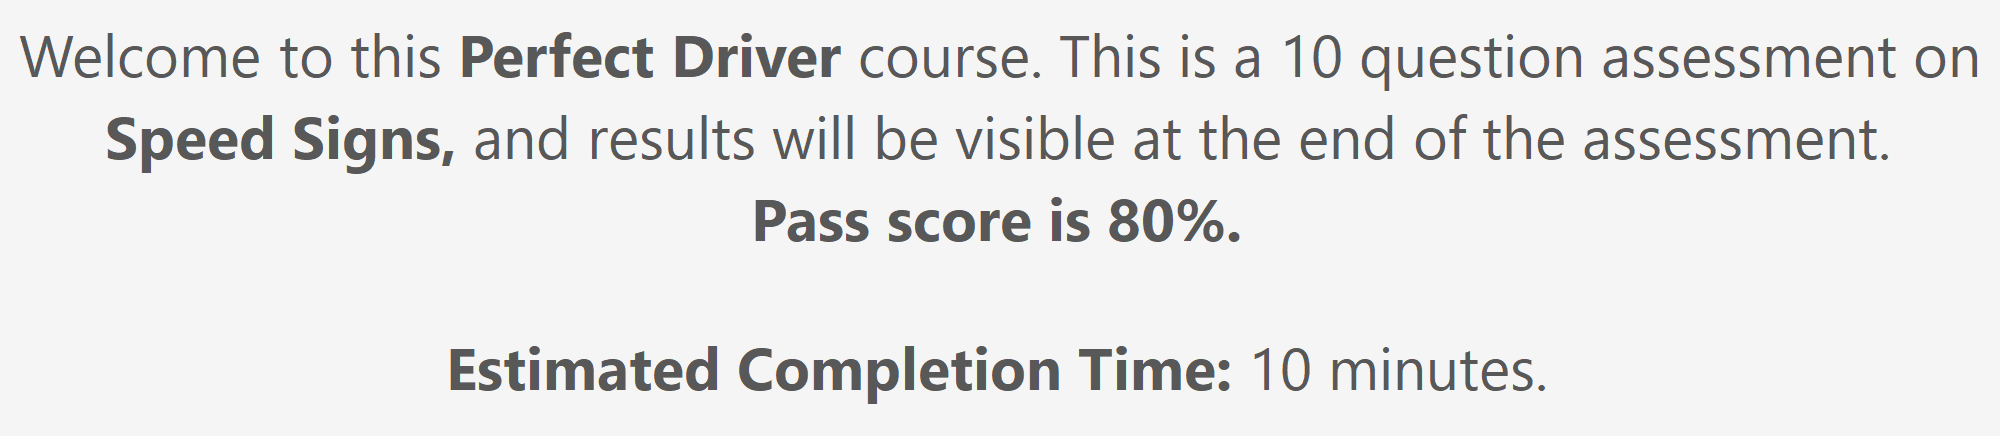 Welcome to this Perfect Driver course. This is a 10 question assessment on
Speed Signs, and results will be visible at the end of the assessment.
Pass score is 80%.
Estimated Completion Time: 10 minutes.